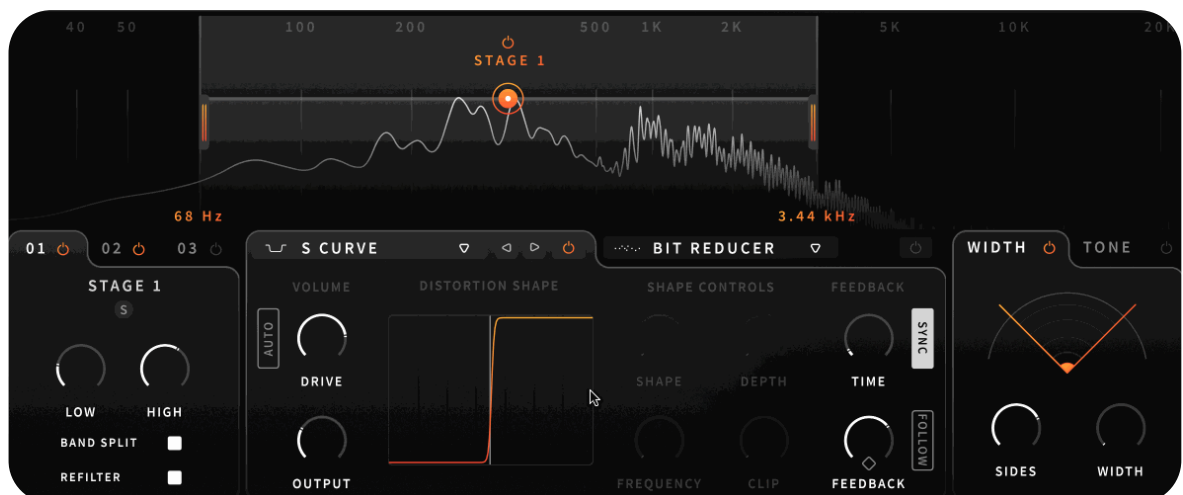 40 50 100 200 500 1K 2K 5K 10K 20K
STAGE 1
68 Hz 3.44 kHz
01 02 03 S CURVE BIT REDUCER WIDTH TONE
STAGE 1 VOLUME DISTORTION SHAPE SHAPE CONTROLS FEEDBACK
S
AUTO SYNC
DRIVE SHAPE DEPTH TIME
LOW HIGH
BAND SPLIT FOLLOW
REFILTER SIDES WIDTH
OUTPUT FREQUENCY CLIP FEEDBACK